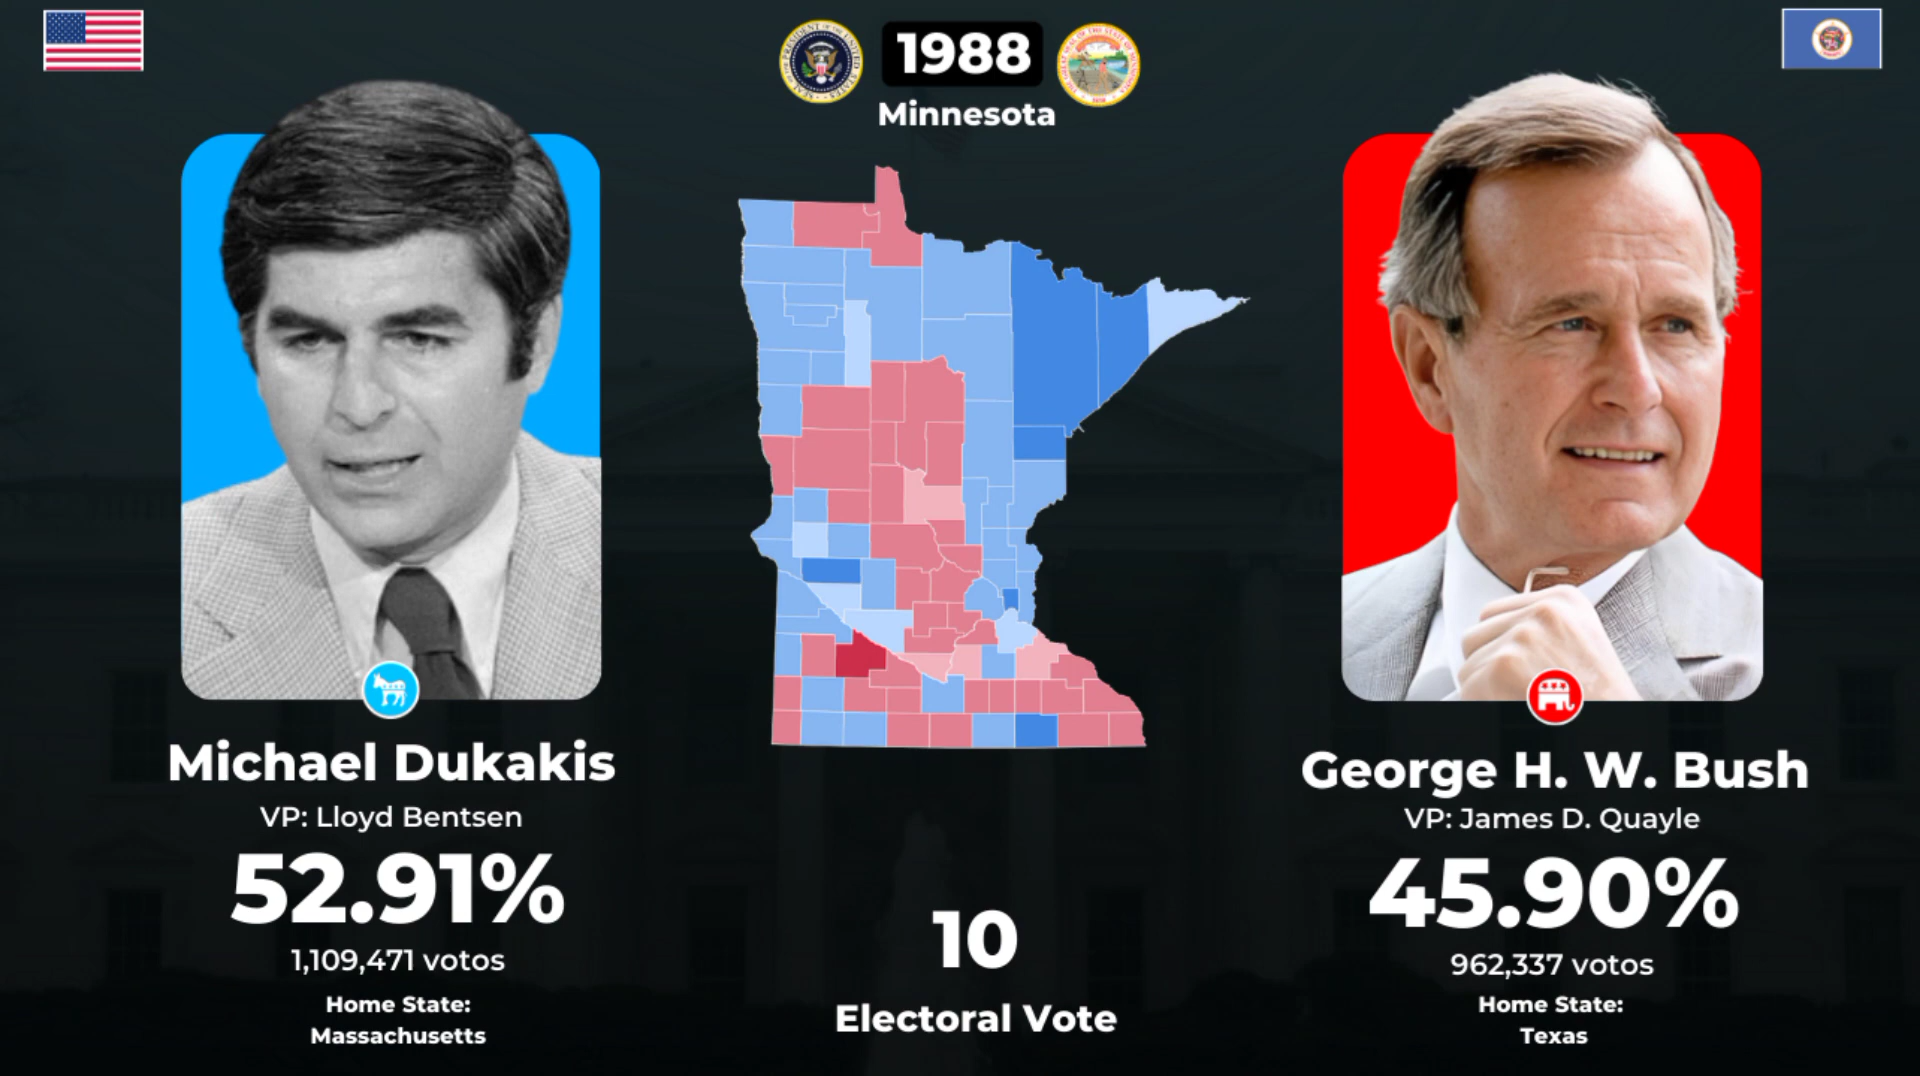 1988
Minnesota
Michael Dukakis
VP: Lloyd Bentsen
52.91%
1,109,471 votos
Home State:
Massachusetts
10
Electoral Vote
George H. W. Bush
VP: James D. Quayle
45.90%
962,337 votos
Home State:
Texas